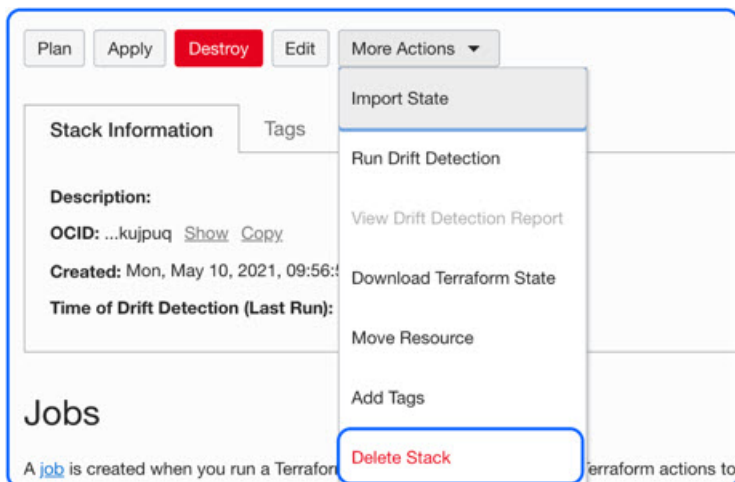 Plan Apply Destroy Edit More Actions
Import State
Stack Information Tags
Run Drift Detection
Description:
View Drift Detection Report
OCID: ...kujpuq Show Copy
Created: Mon, May 10, 2021, 09:56:5
Download Terraform State
Time of Drift Detection (Last Run):
Move Resource
Add Tags
Jobs
Delete Stack
A job is created when you run a Terrafor erraform actions to